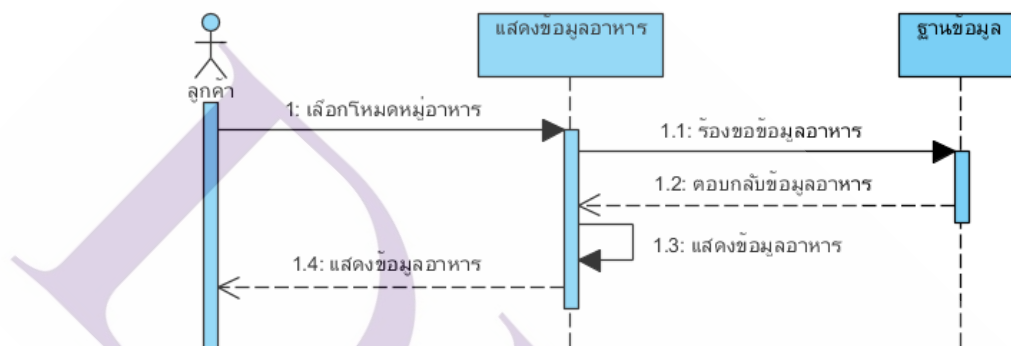 แสดงข้อมูลอาหาร
ฐานข้อมูล
ลูกค้า
1: เลือกโหมดหมู่อาหาร
1.1: ร้องขอข้อมูลอาหาร
1.2: ตอบกลับข้อมูลอาหาร
1.3: แสดงข้อมูลอาหาร
1.4: แสดงข้อมูลอาหาร